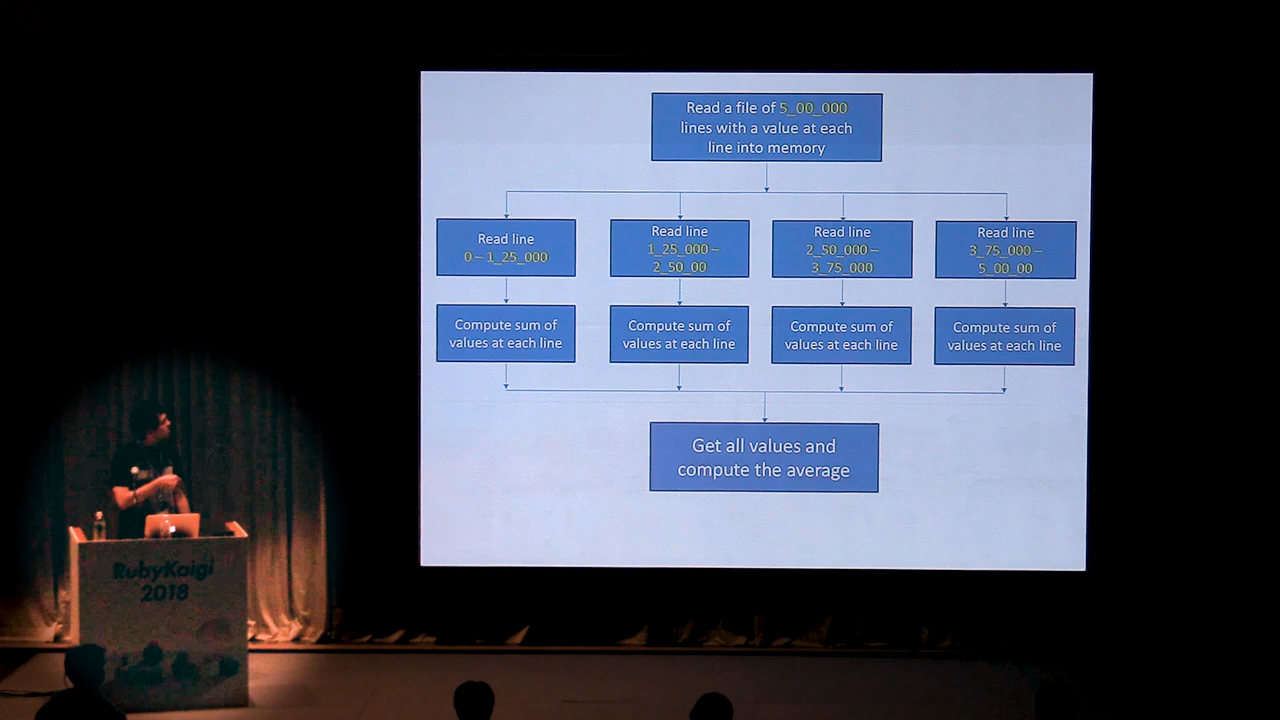 Read a file of 5_00_000
lines with a value at each
line into memory
Read line
0 – 1_25_000
Read line
1_25_000 –
2_50_00
Read line
2_50_000 –
3_75_000
Read line
3_75_000 –
5_00_00
Compute sum of
values at each line
Compute sum of
values at each line
Compute sum of
values at each line
Compute sum of
values at each line
Get all values and
compute the average
RubyKaigi
2018